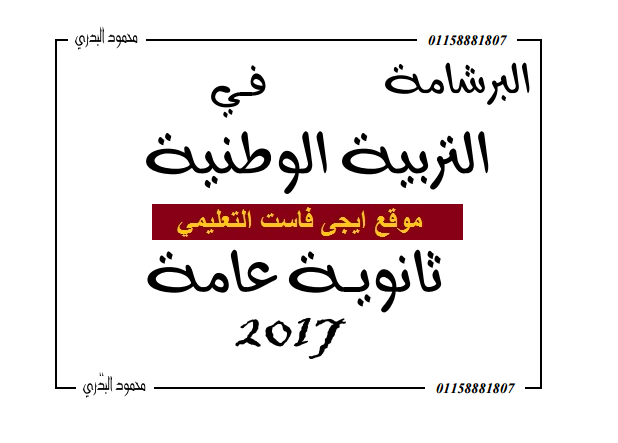 محمود البدري 01158881807
البرشامة في
التربية الوطنية
موقع ايجى فاست التعليمي
ثانوية عامة
2017
محمود البدري 01158881807